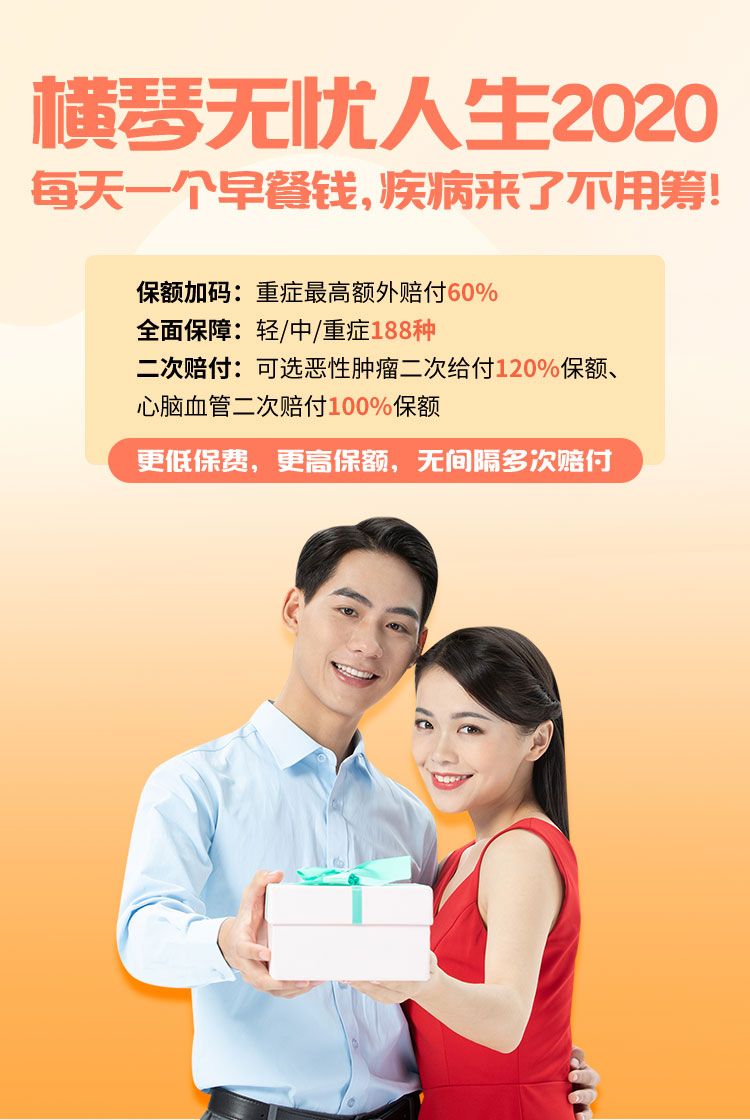 横琴无忧人生2020
每天一个早餐钱,疾病来了不用筹!
保额加码：重症最高额外赔付60%
全面保障：轻/中/重症188种
二次赔付：可选恶性肿瘤二次给付120%保额、
心脑血管二次赔付100%保额
更低保费，更高保额，无间隔多次赔付